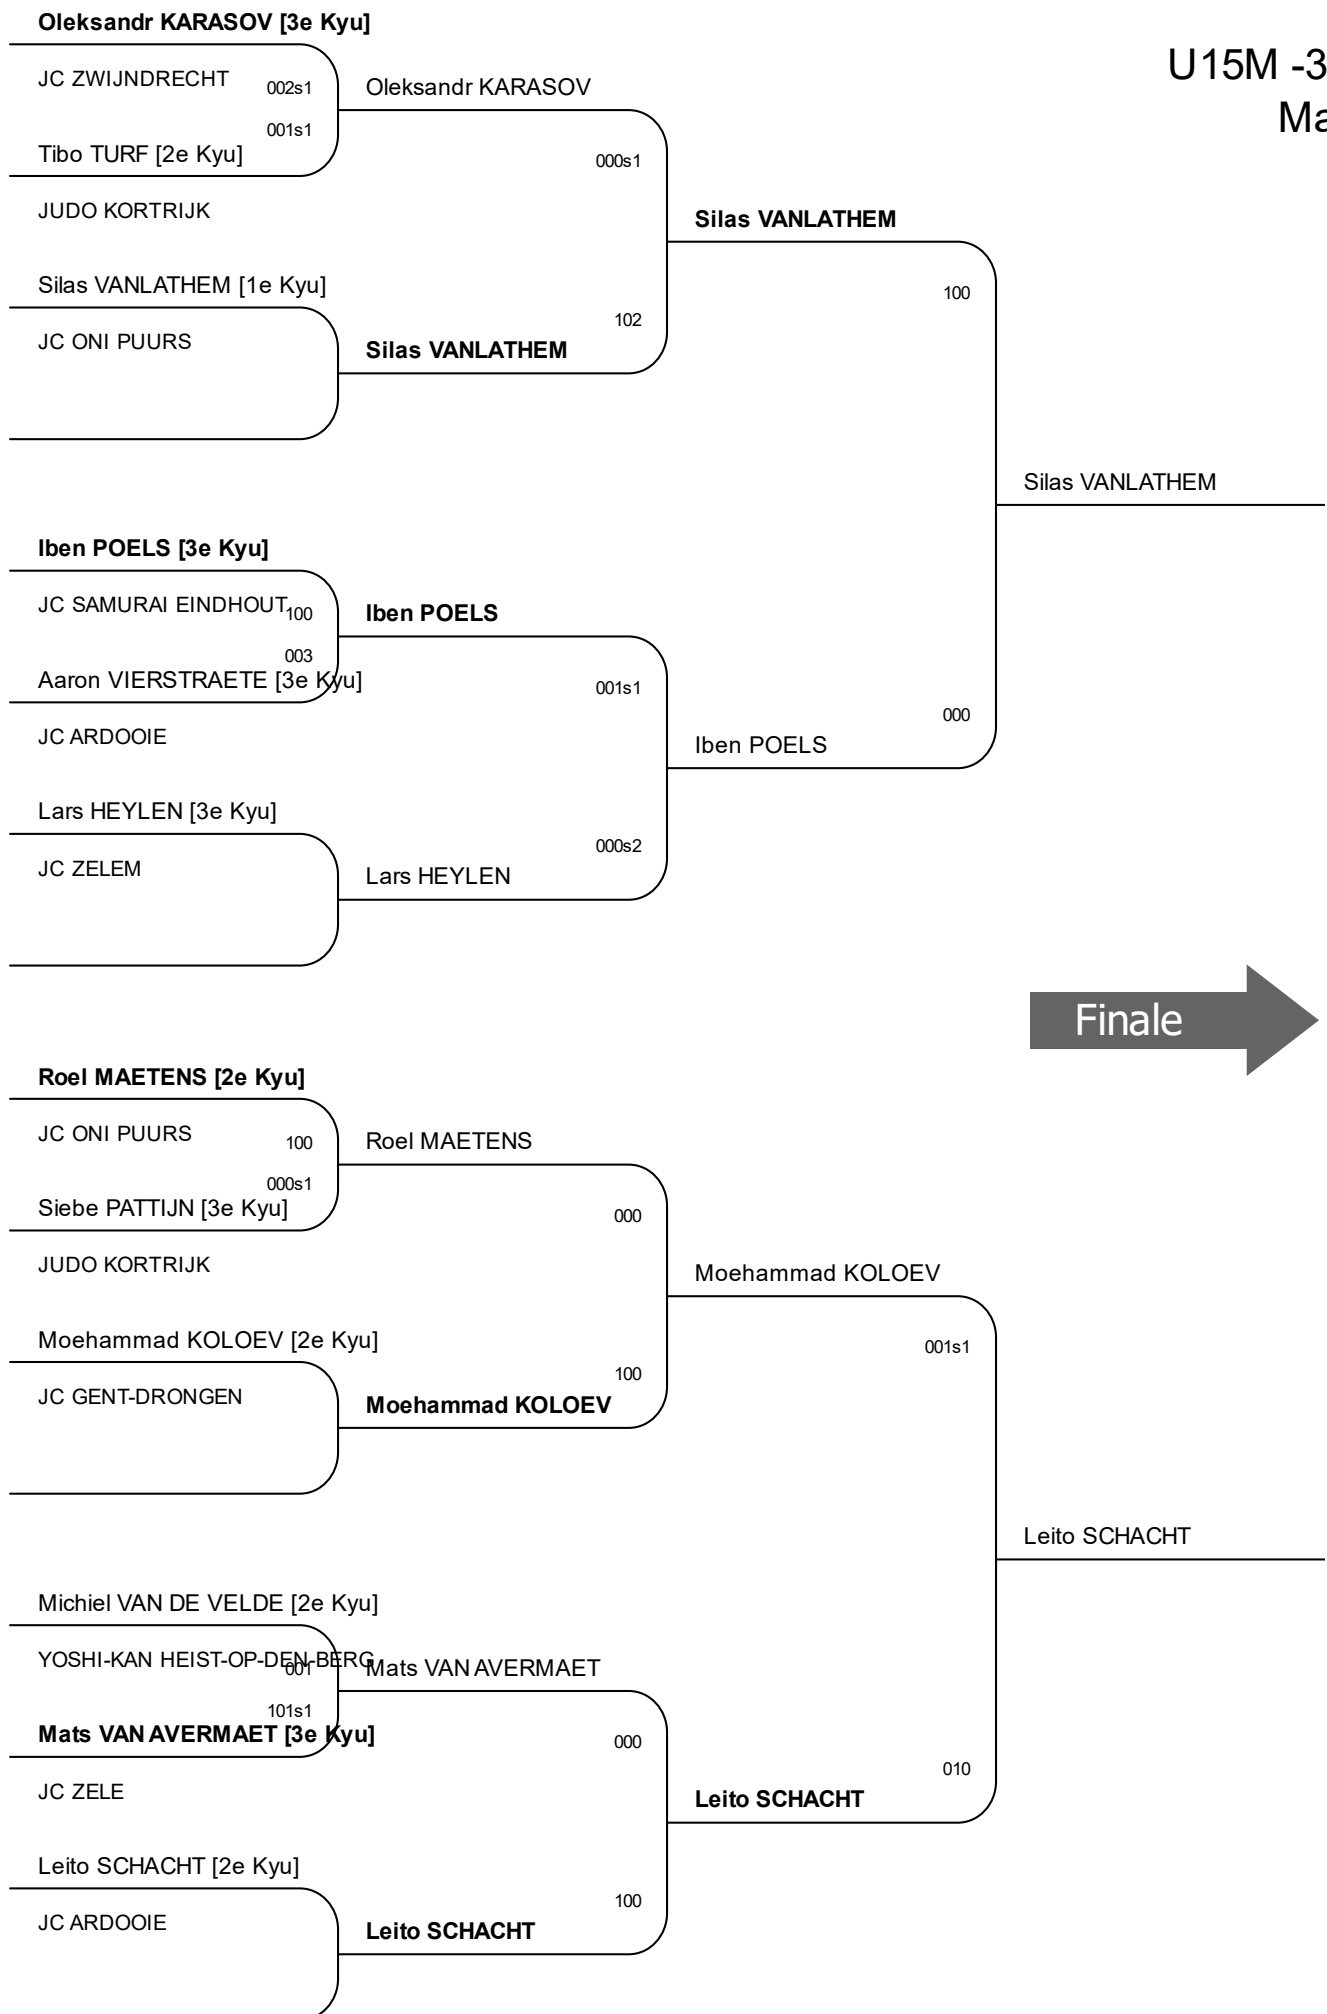 Oleksandr KARASOV [3e Kyu]
U15M -3
Ma
JC ZWIJNDRECHT
002s1
Oleksandr KARASOV
001s1
Tibo TURF [2e Kyu]
000s1
JUDO KORTRIJK
Silas VANLATHEM
Silas VANLATHEM [1e Kyu]
100
102
JC ONI PUURS
Silas VANLATHEM
Silas VANLATHEM
Iben POELS [3e Kyu]
JC SAMURAI EINDHOUT
100
Iben POELS
003
Aaron VIERSTRAETE [3e Kyu]
001s1
000
JC ARDOOIE
Iben POELS
Lars HEYLEN [3e Kyu]
000s2
JC ZELEM
Lars HEYLEN
Finale
Roel MAETENS [2e Kyu]
JC ONI PUURS
100
Roel MAETENS
000s1
Siebe PATTIJN [3e Kyu]
000
JUDO KORTRIJK
Moehammad KOLOEV
Moehammad KOLOEV [2e Kyu]
001s1
100
JC GENT-DRONGEN
Moehammad KOLOEV
Leito SCHACHT
Michiel VAN DE VELDE [2e Kyu]
YOSHI-KAN HEIST-OP-DEN-BERG
001
Mats VAN AVERMAET
101s1
Mats VAN AVERMAET [3e Kyu]
000
010
JC ZELE
Leito SCHACHT
Leito SCHACHT [2e Kyu]
100
JC ARDOOIE
Leito SCHACHT